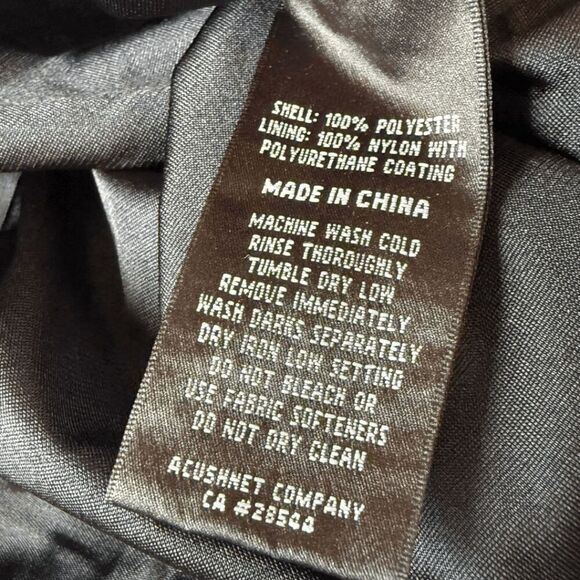 SHELL: 100% POLYESTER
LINING: 100% NYLON WITH
POLYURETHANE COATING
MADE IN CHINA
MACHINE WASH COLD
RINSE THOROUGHLY
TUMBLE DRY LOW
REMOVE IMMEDIATELY
WASH DARKS SEPARATELY
DRY IRON LOW SETTING
DO NOT BLEACH OR
USE FABRIC SOFTENERS
DO NOT DRY CLEAN
ACUSHNET COMPANY
CA #28544